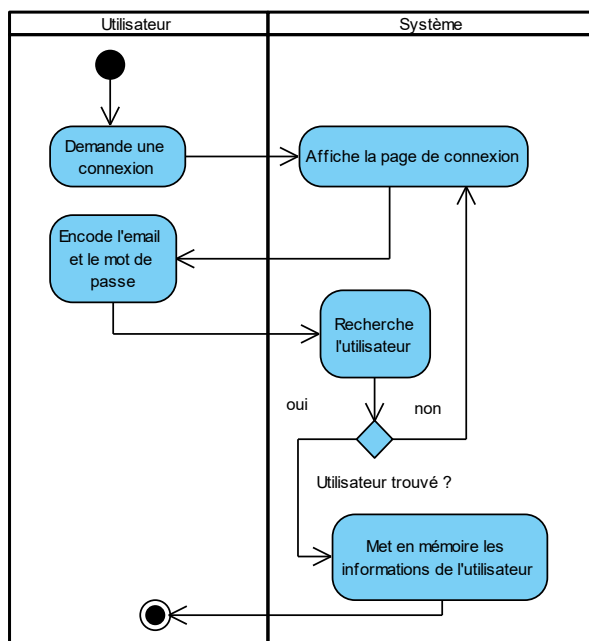 Utilisateur
Système
Demande une
connexion
Affiche la page de connexion
Encode l'email
et le mot de
passe
Recherche
l'utilisateur
oui
non
Utilisateur trouvé ?
Met en mémoire les
informations de l'utilisateur